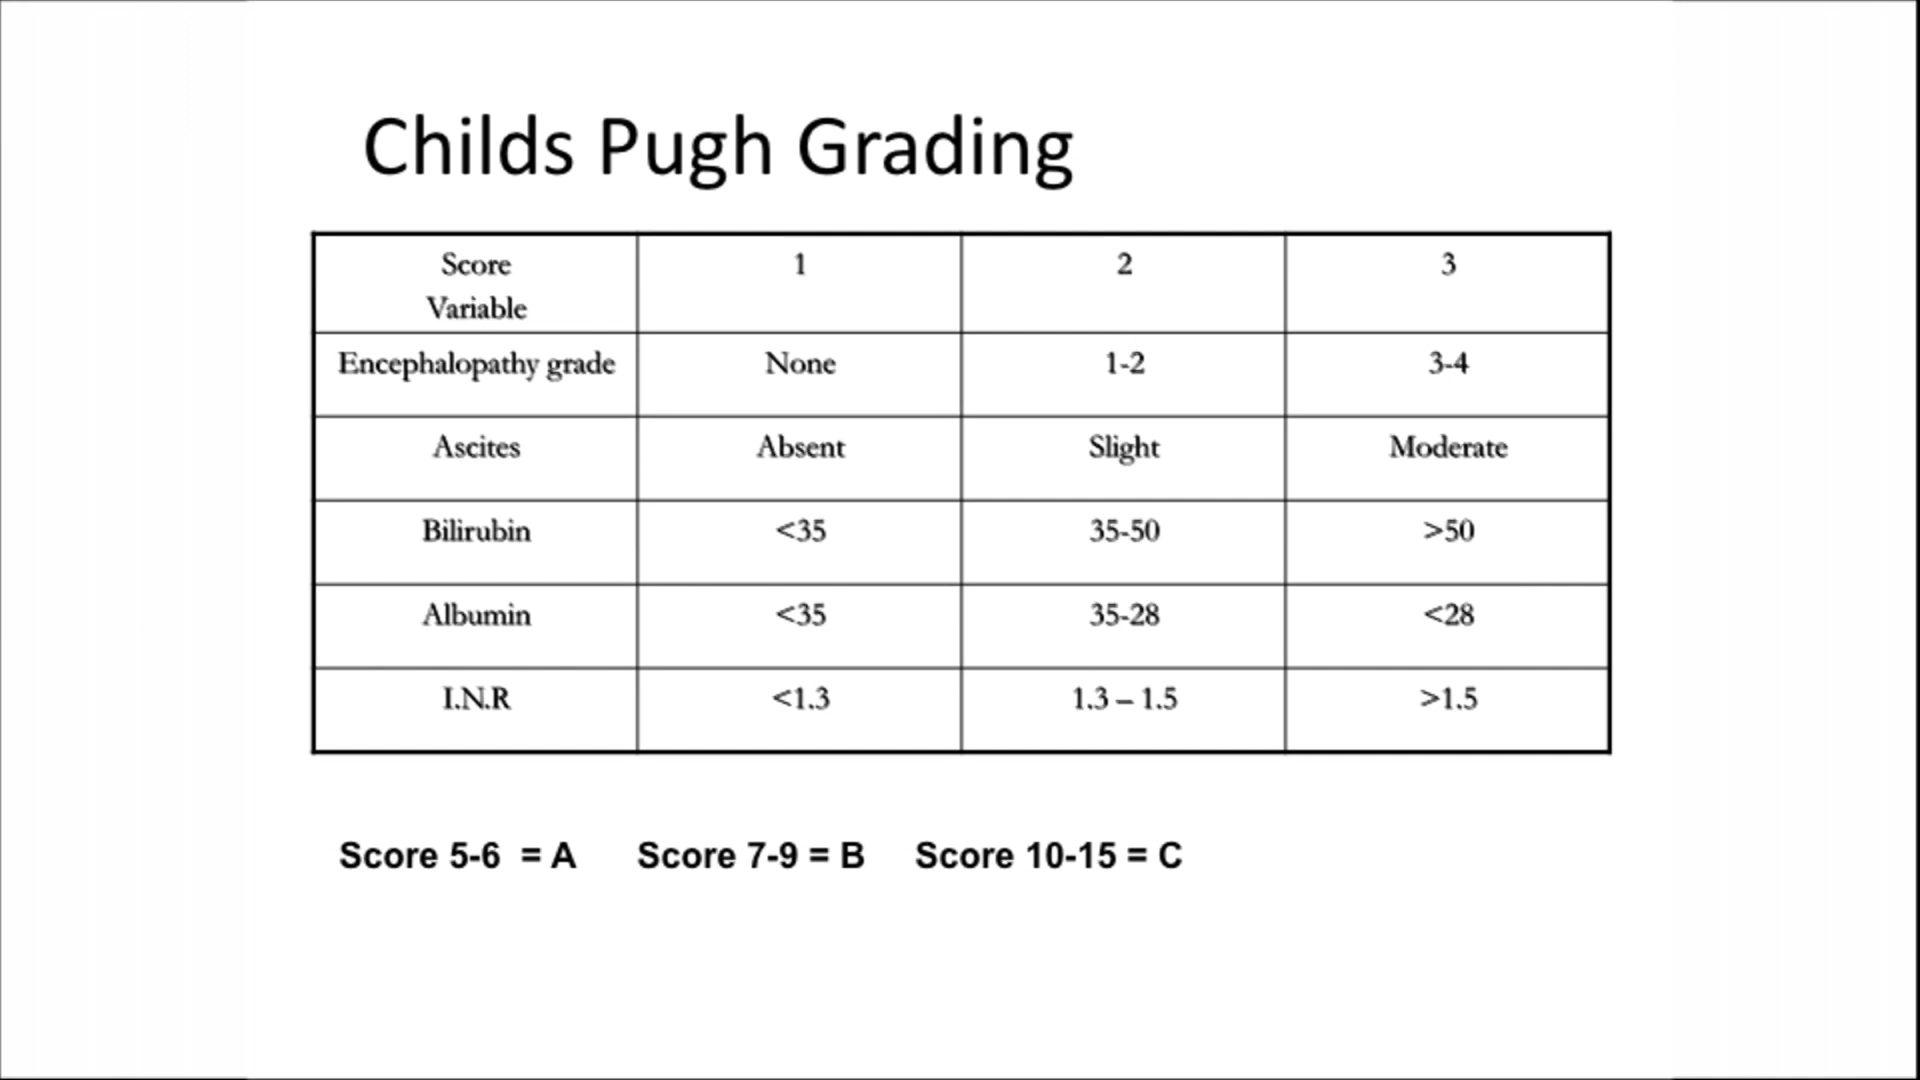 Childs Pugh Grading
Score Variable 1 2 3
Encephalopathy grade None 1-2 3-4
Ascites Absent Slight Moderate
Bilirubin <35 35-50 >50
Albumin <35 35-28 <28
I.N.R <1.3 1.3 – 1.5 >1.5
Score 5-6 = A Score 7-9 = B Score 10-15 = C